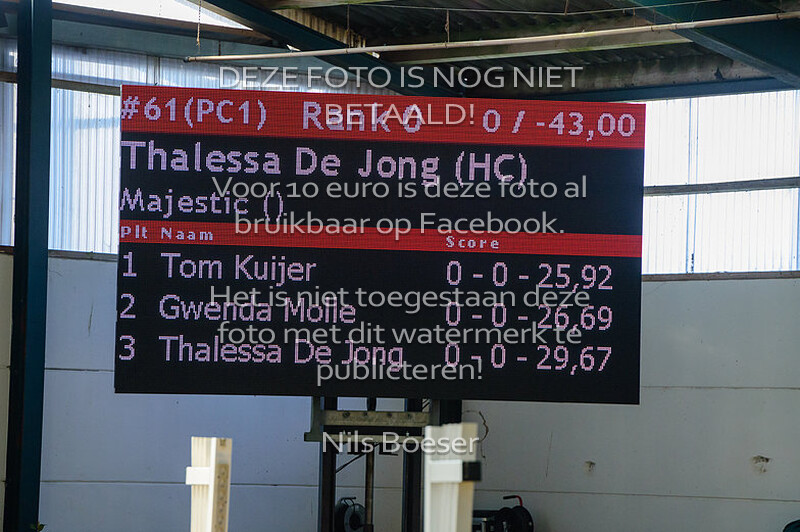 DEZE FOTO IS NOG NIET
BETAALD!
#61(PC1) Rank 0 0 / -43,00
Thalessa De Jong (HC)
Voor 10 euro is deze foto al
Majestic ()
bruikbaar op Facebook.
Plt Naam Score
1 Tom Kuijer 0 - 0 - 25,92
Het is niet toegestaan deze
2 Gwenda Molle 0 - 0 - 26,69
foto met dit watermerk te
3 Thalessa De Jong 0 - 0 - 29,67
publiceteren!
Nils Boeser